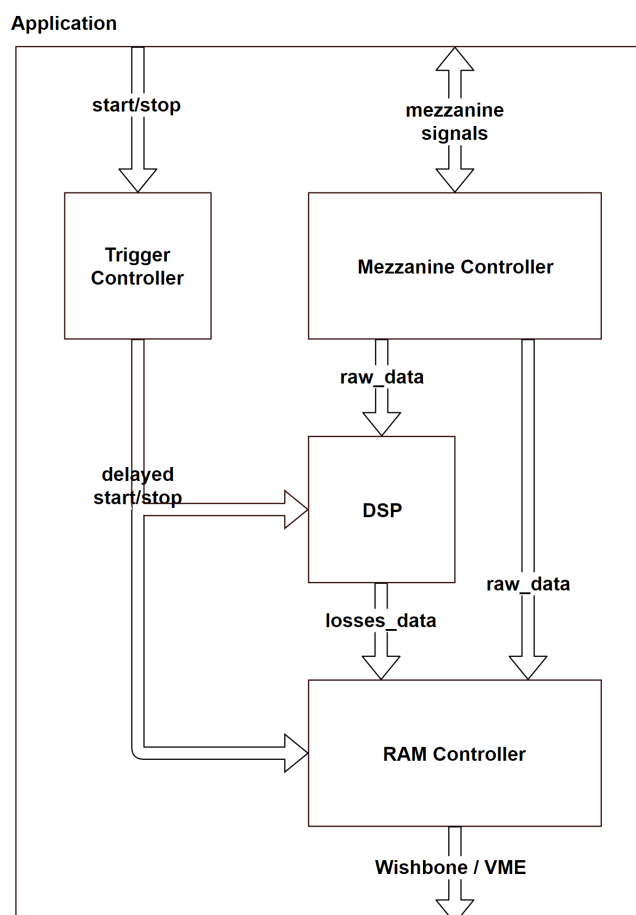 Application
start/stop
mezzanine
signals
Trigger
Controller
Mezzanine Controller
raw_data
delayed
start/stop
DSP
raw_data
losses_data
RAM Controller
Wishbone / VME